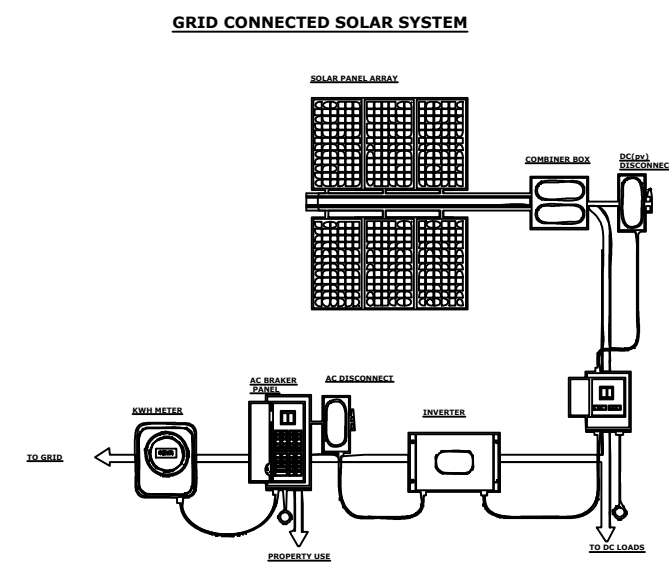 GRID CONNECTED SOLAR SYSTEM
SOLAR PANEL ARRAY
COMBINER BOX
DC(pv)
DISCONNEC
AC BRAKER
PANEL
AC DISCONNECT
KWH METER
INVERTER
TO GRID
TO DC LOADS
PROPERTY USE